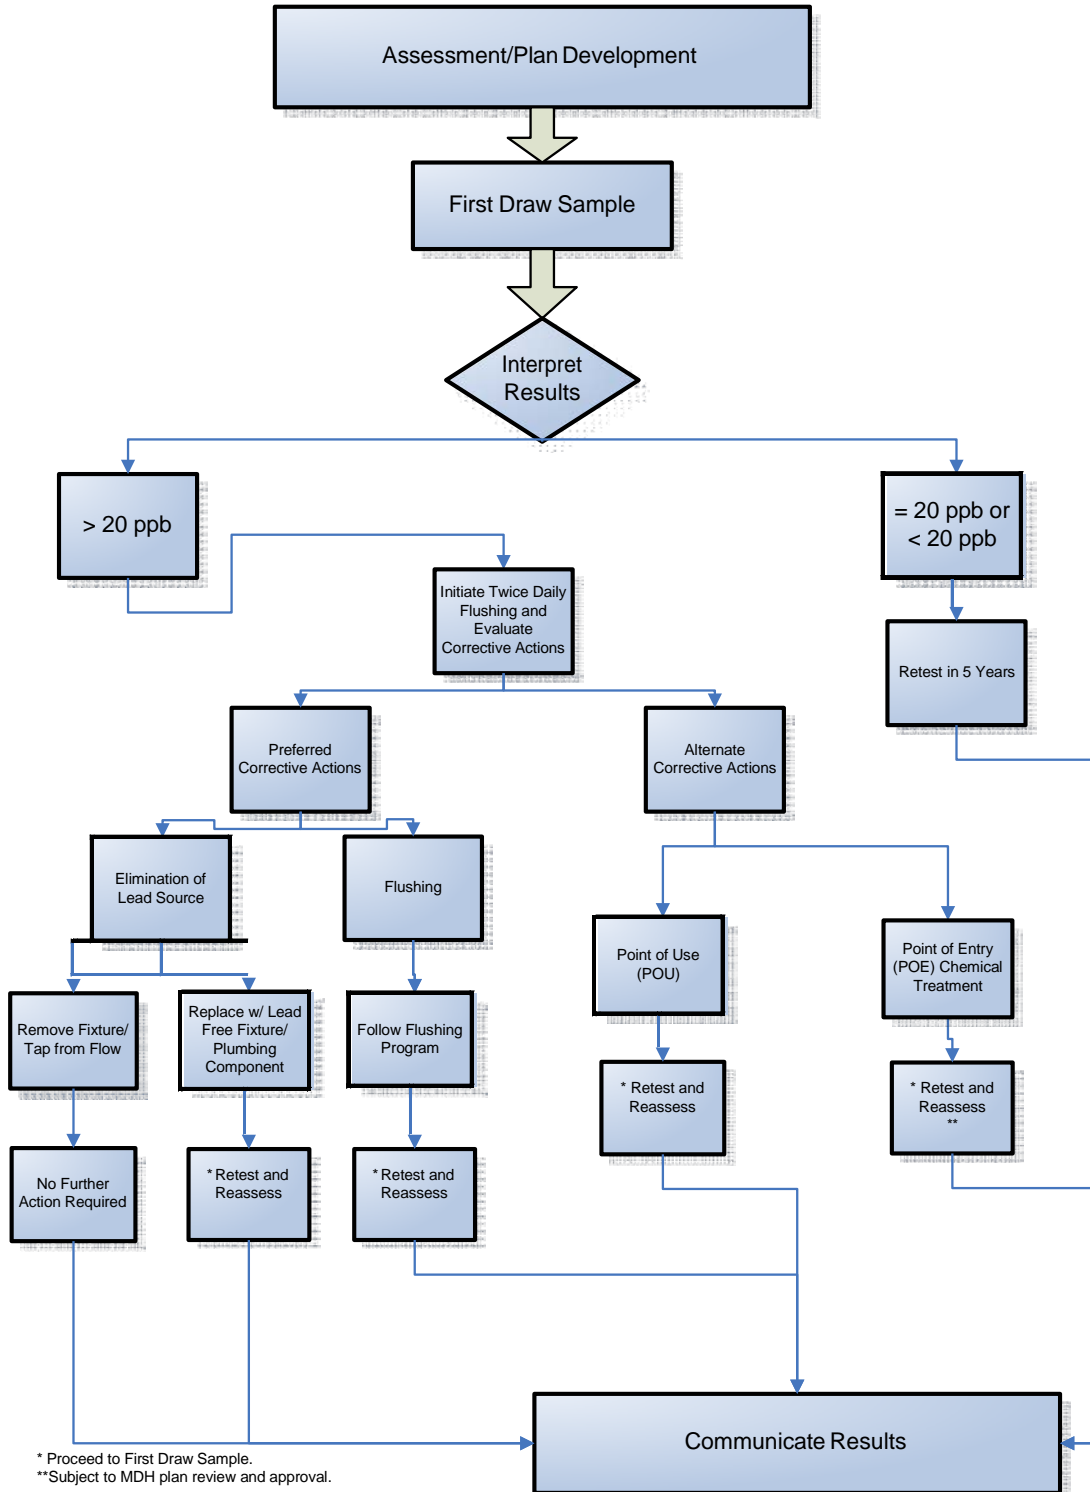 Assessment/Plan Development
First Draw Sample
Interpret
Results
> 20 ppb
= 20 ppb or
< 20 ppb
Initiate Twice Daily
Flushing and
Evaluate
Corrective Actions
Retest in 5 Years
Preferred
Corrective Actions
Alternate
Corrective Actions
Elimination of
Lead Source
Flushing
Point of Use
(POU)
Point of Entry
(POE) Chemical
Treatment
Remove Fixture/
Tap from Flow
Replace w/ Lead
Free Fixture/
Plumbing
Component
Follow Flushing
Program
* Retest and
Reassess
* Retest and
Reassess
**
No Further
Action Required
* Retest and
Reassess
* Retest and
Reassess
Communicate Results
* Proceed to First Draw Sample.
**Subject to MDH plan review and approval.